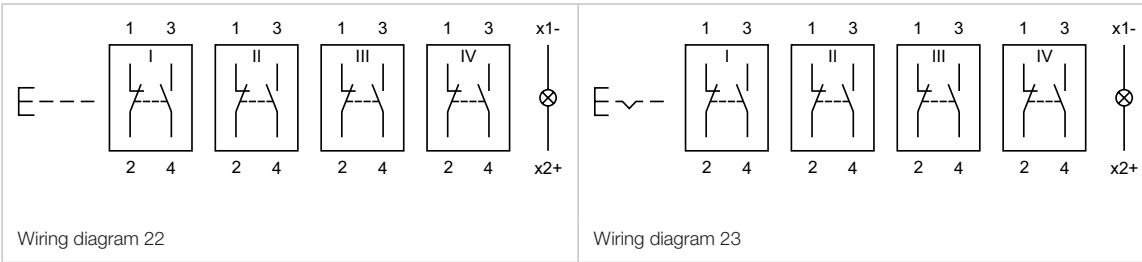 1 3 1 3 1 3 1 3 x1- 1 3 1 3 1 3 1 3 x1-
I II III IV I II III IV
2 4 2 4 2 4 2 4 x2+ 2 4 2 4 2 4 2 4 x2+
Wiring diagram 22 Wiring diagram 23